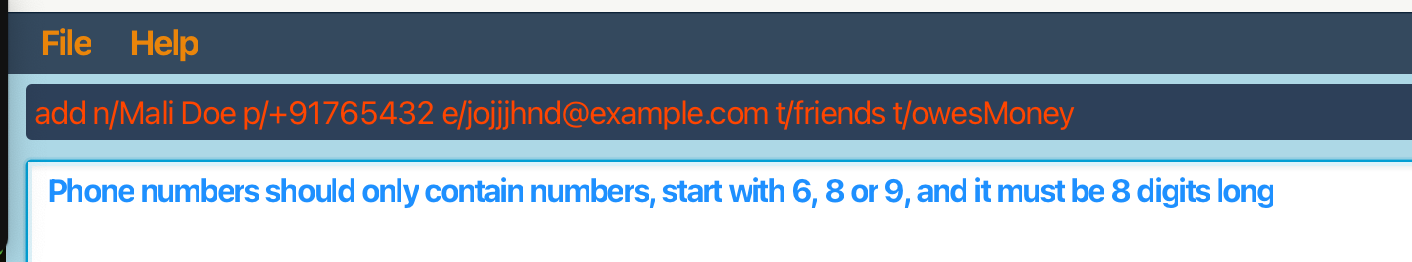 File Help
add n/Mali Doe p/+91765432 e/jojjjhnd@example.com t/friends t/owesMoney
Phone numbers should only contain numbers, start with 6, 8 or 9, and it must be 8 digits long